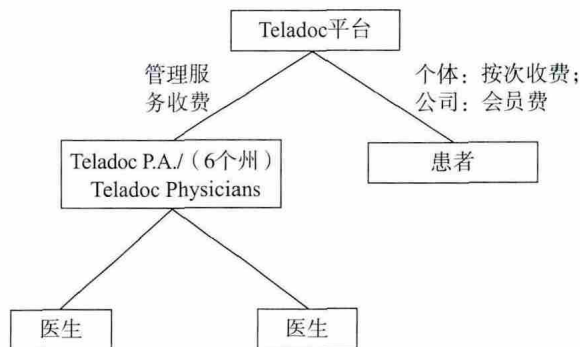 Teladoc平台
管理服
务收费
个体：按次收费；
公司：会员费
Teladoc P.A./（6个州）
Teladoc Physicians
患者
医生
医生